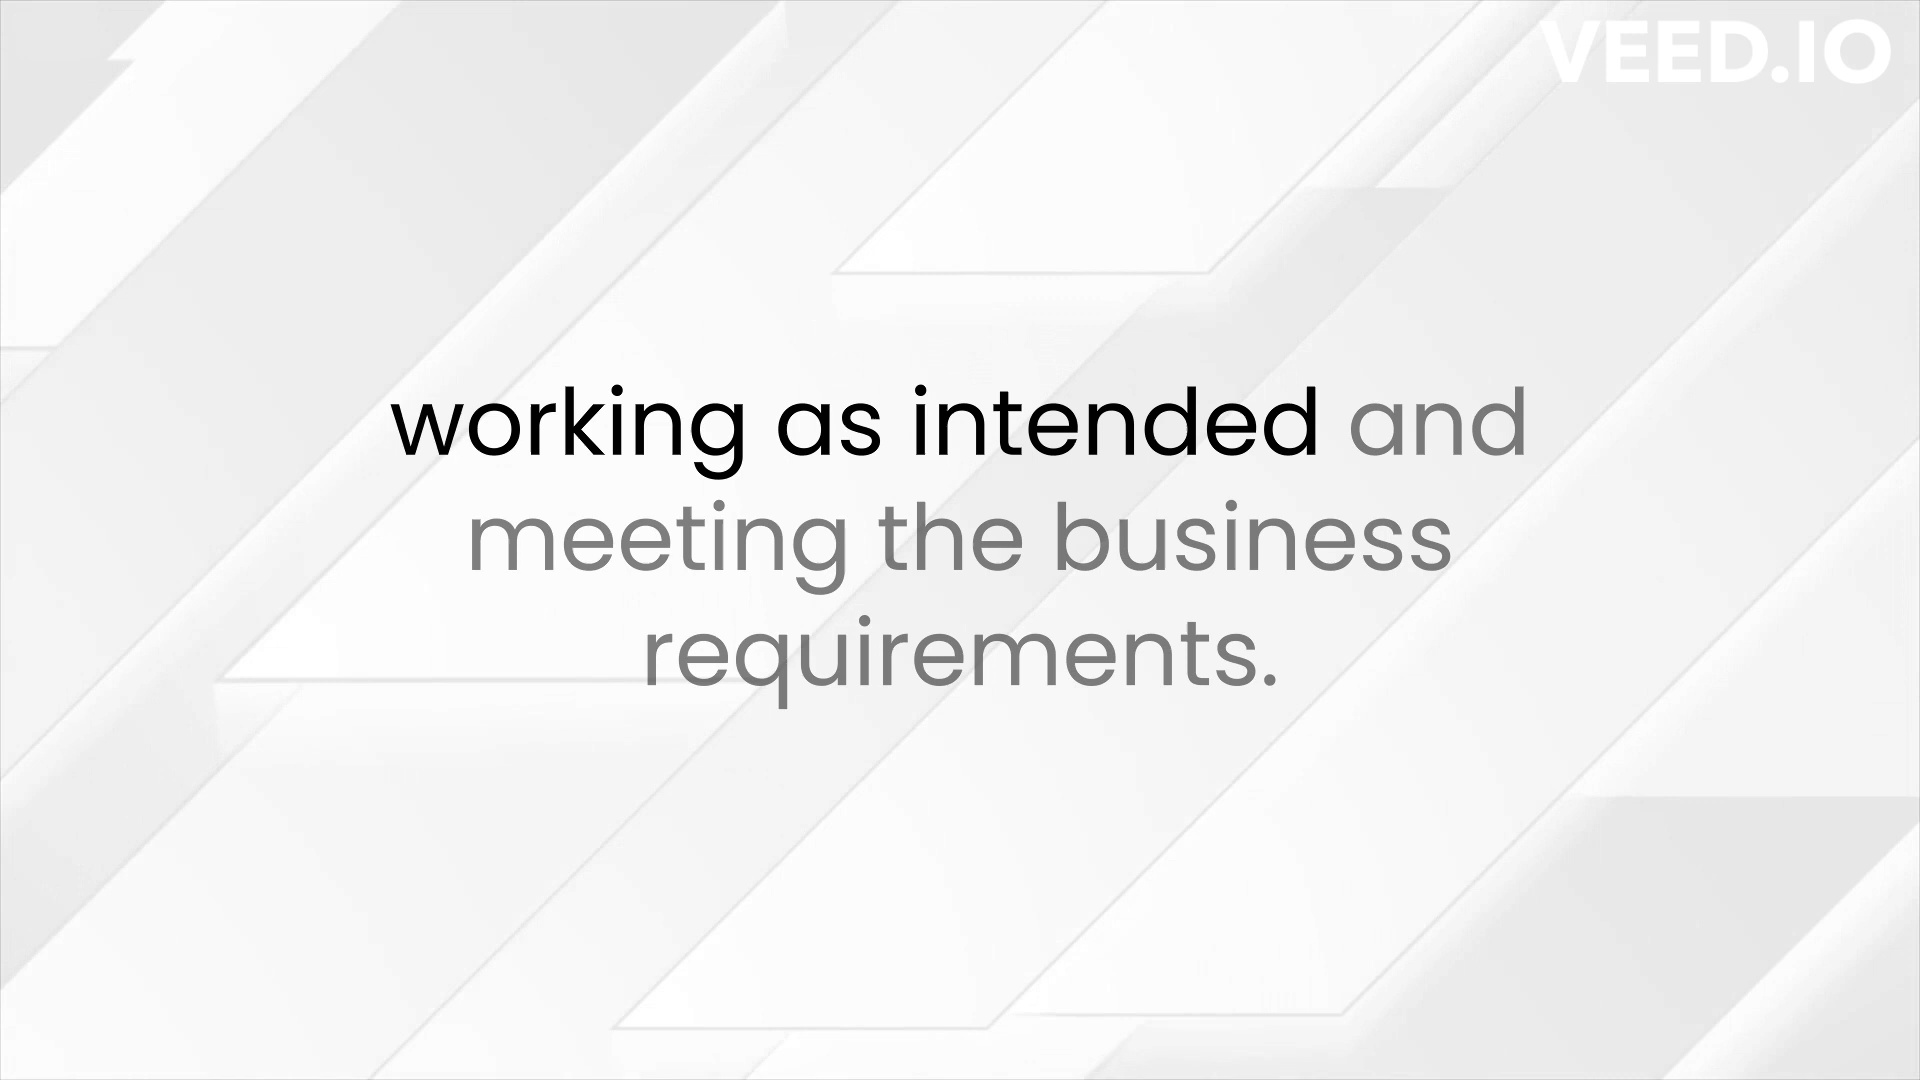 VEED.IO
working as intended and
meeting the business
requirements.